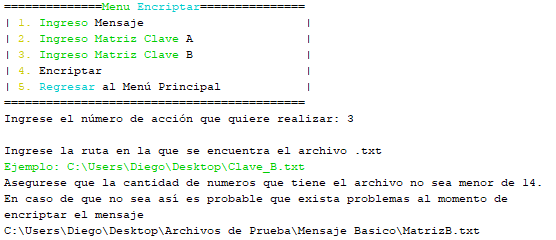 ==============Menu Encriptar===============
| 1. Ingreso Mensaje |
| 2. Ingreso Matriz Clave A |
| 3. Ingreso Matriz Clave B |
| 4. Encriptar |
| 5. Regresar al Menú Principal |
===========================================
Ingrese el número de acción que quiere realizar: 3
Ingrese la ruta en la que se encuentra el archivo .txt
Ejemplo: C:\Users\Diego\Desktop\Clave_B.txt
Asegurese que la cantidad de numeros que tiene el archivo no sea menor de 14.
En caso de que no sea así es probable que exista problemas al momento de
encriptar el mensaje
C:\Users\Diego\Desktop\Archivos de Prueba\Mensaje Basico\MatrizB.txt